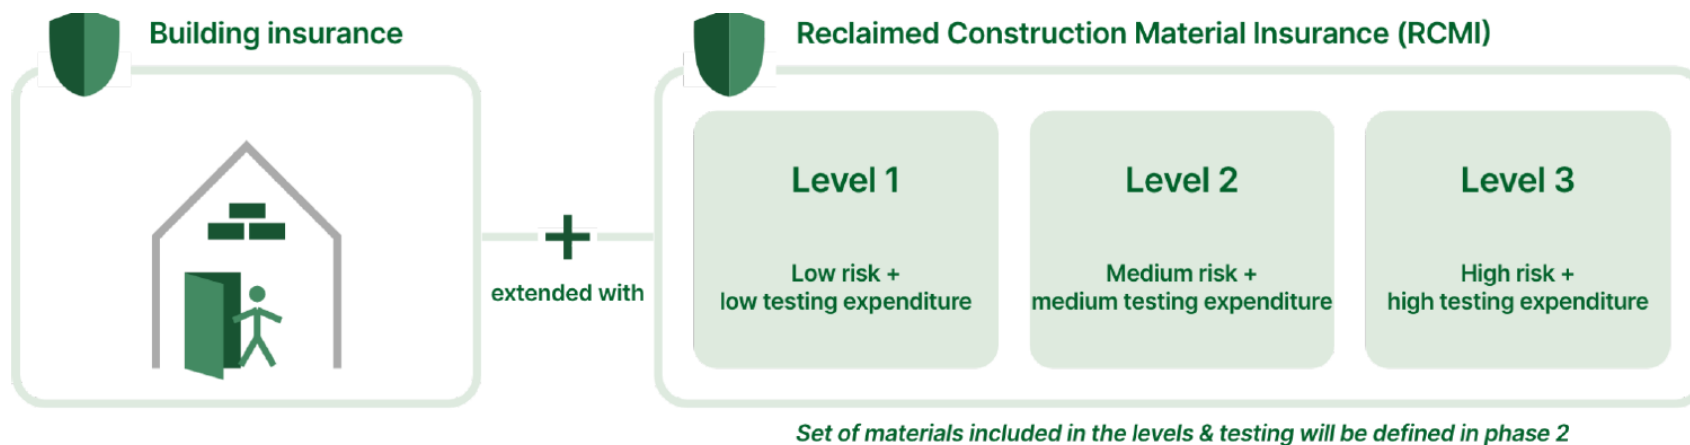 Building insurance
Reclaimed Construction Material Insurance (RCMI)
extended with
Level 1
Low risk +
low testing expenditure
Level 2
Medium risk +
medium testing expenditure
Level 3
High risk +
high testing expenditure
Set of materials included in the levels & testing will be defined in phase 2